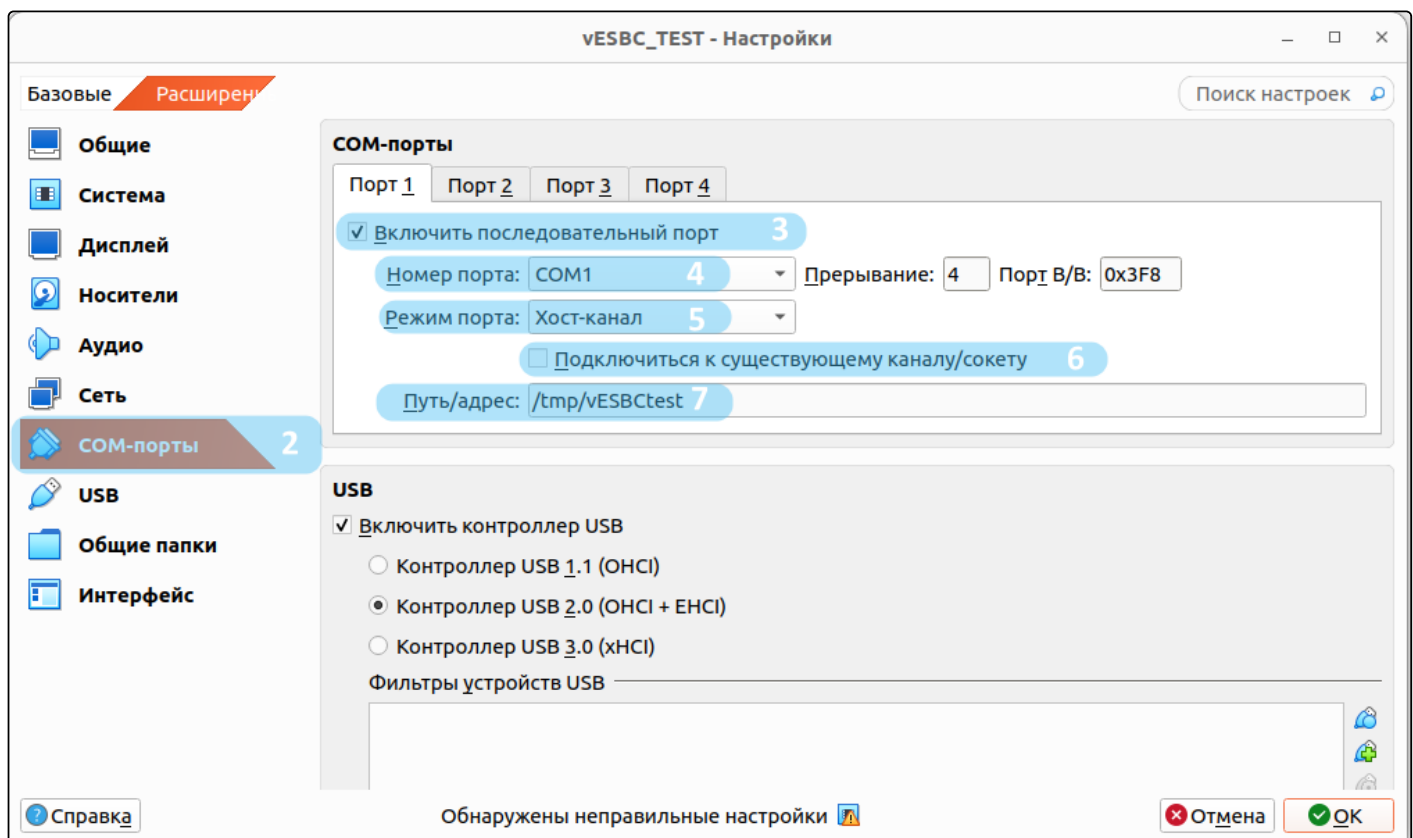 vESBC_TEST - Настройки
Базовые Расширен
Поиск настроек
Общие
Система
Дисплей
Носители
Аудио
Сеть
COM-порты 2
USB
Общие папки
Интерфейс
COM-порты
Порт 1 Порт 2 Порт 3 Порт 4
Включить последовательный порт 3
Номер порта: COM1 4 Прерывание: 4 Порт В/В: 0x3F8
Режим порта: Хост-канал 5
Подключиться к существующему каналу/сокету 6
Путь/адрес: /tmp/vESBCtest 7
USB
Включить контроллер USB
Контроллер USB 1.1 (OHCI)
Контроллер USB 2.0 (OHCI + EHCI)
Контроллер USB 3.0 (xHCI)
Фильтры устройств USB
Справка Обнаружены неправильные настройки Отмена OK